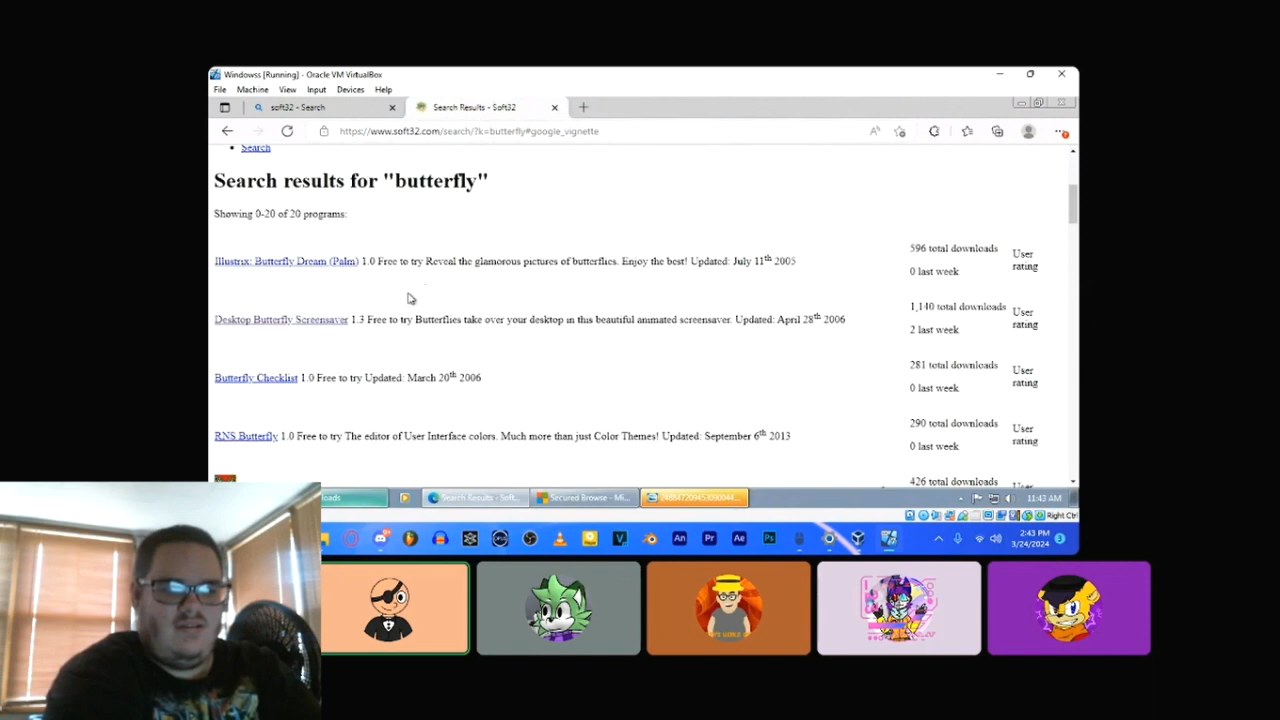 Windowss [Running] - Oracle VM VirtualBox
File Machine View Input Devices Help
soft32 - Search
Search Results - Soft32
https://www.soft32.com/search/?k=butterfly#google_vignette
Search
Search results for "butterfly"
Showing 0-20 of 20 programs:
Illustrix: Butterfly Dream (Palm) 1.0 Free to try Reveal the glamorous pictures of butterflies. Enjoy the best! Updated: July 11th 2005
596 total downloads
0 last week
User rating
Desktop Butterfly Screensaver 1.3 Free to try Butterflies take over your desktop in this beautiful animated screensaver. Updated: April 28th 2006
1,140 total downloads
2 last week
User rating
Butterfly Checklist 1.0 Free to try Updated: March 20th 2006
281 total downloads
0 last week
User rating
RNS Butterfly 1.0 Free to try The editor of User Interface colors. Much more than just Color Themes! Updated: September 6th 2013
290 total downloads
0 last week
User rating
426 total downloads
Search Results - Soft...
Secured Browse - Mi...
11:43 AM
Right Ctrl
An Pr Ae Ps
2:43 PM
3/24/2024